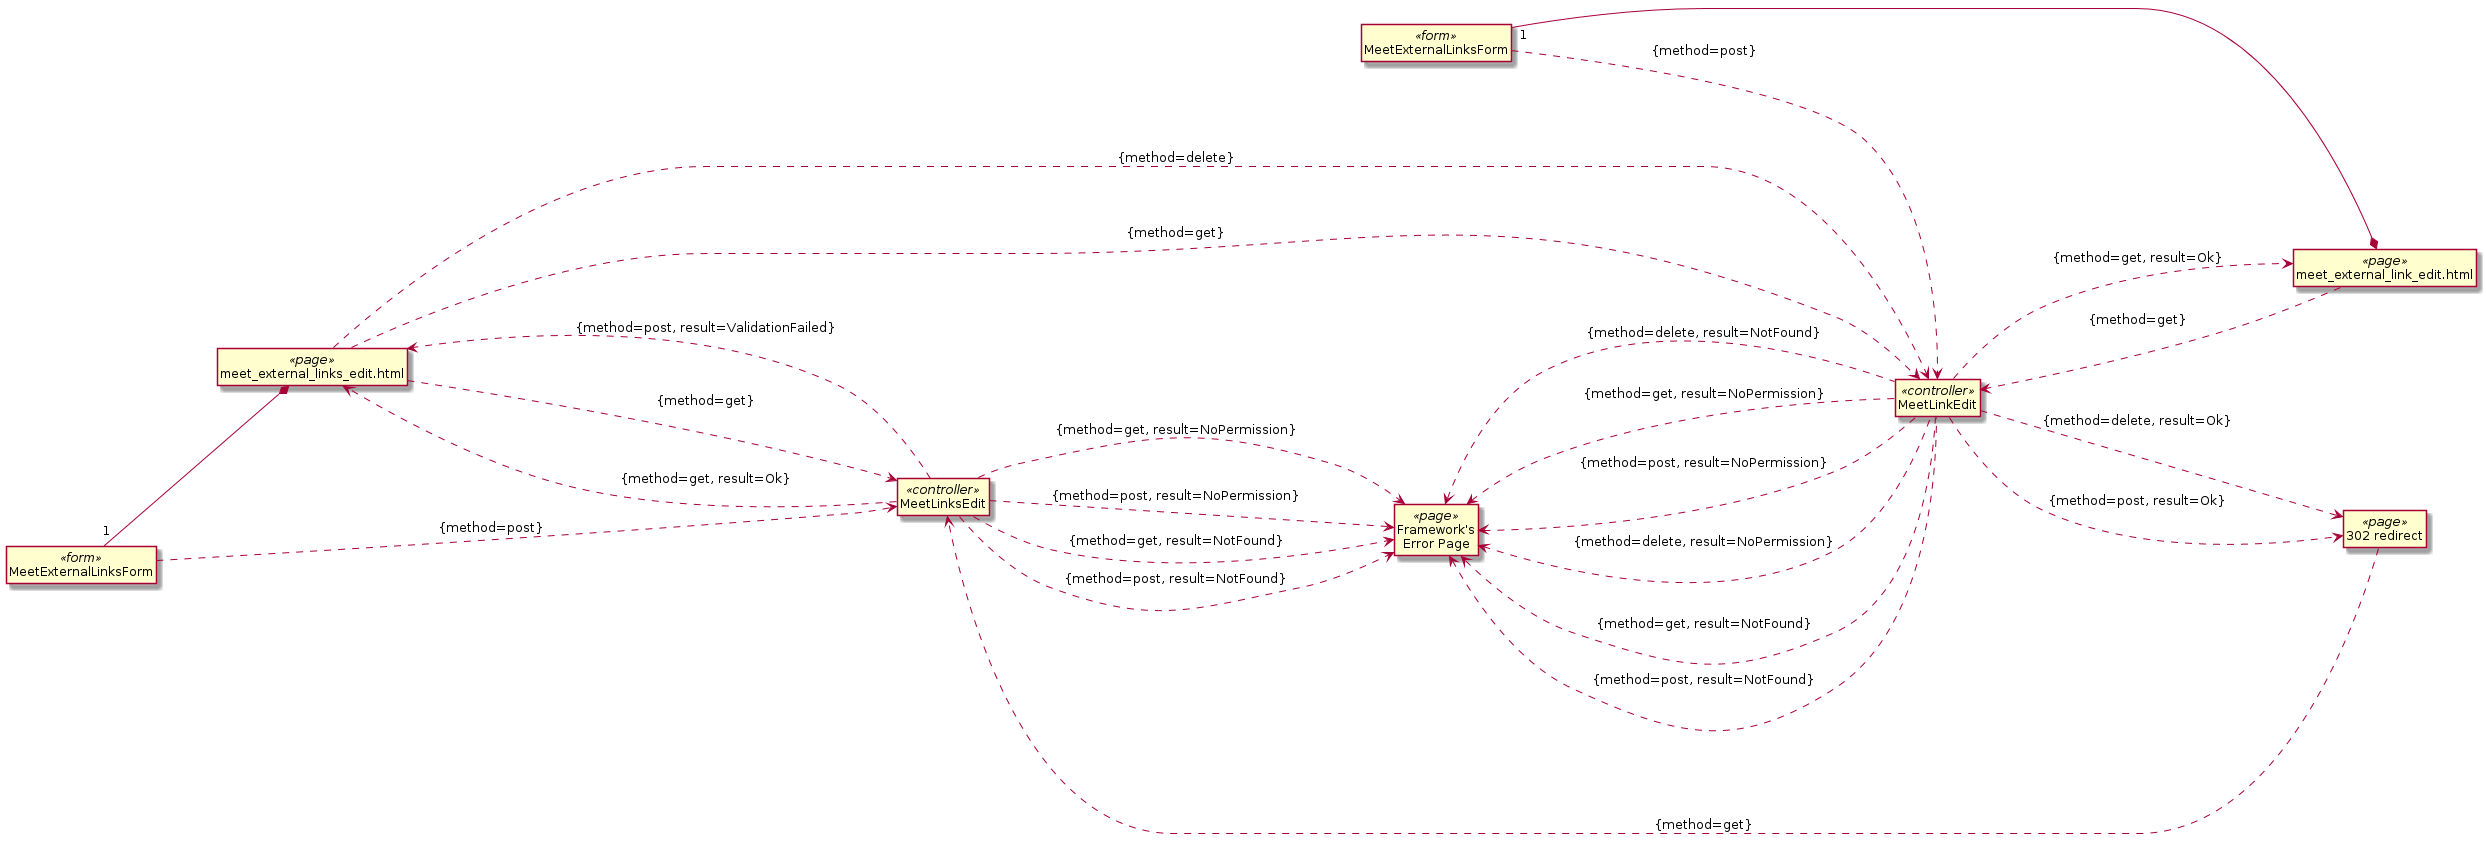 «form»
MeetExternalLinksForm
1
{method=post}
{method=delete}
{method=get}
{method=get, result=Ok}
«page»
meet_external_link_edit.html
{method=get}
{method=post, result=ValidationFailed}
{method=delete, result=NotFound}
«page»
meet_external_links_edit.html
{method=get}
{method=get, result=NoPermission}
«controller»
MeetLinkEdit
{method=delete, result=Ok}
{method=get, result=NoPermission}
{method=post, result=NoPermission}
{method=get, result=Ok}
«controller»
MeetLinksEdit
{method=post, result=NoPermission}
{method=post, result=Ok}
«page»
Framework's
Error Page
«page»
302 redirect
1
{method=post}
{method=get, result=NotFound}
{method=delete, result=NoPermission}
«form»
MeetExternalLinksForm
{method=post, result=NotFound}
{method=get, result=NotFound}
{method=post, result=NotFound}
{method=get}